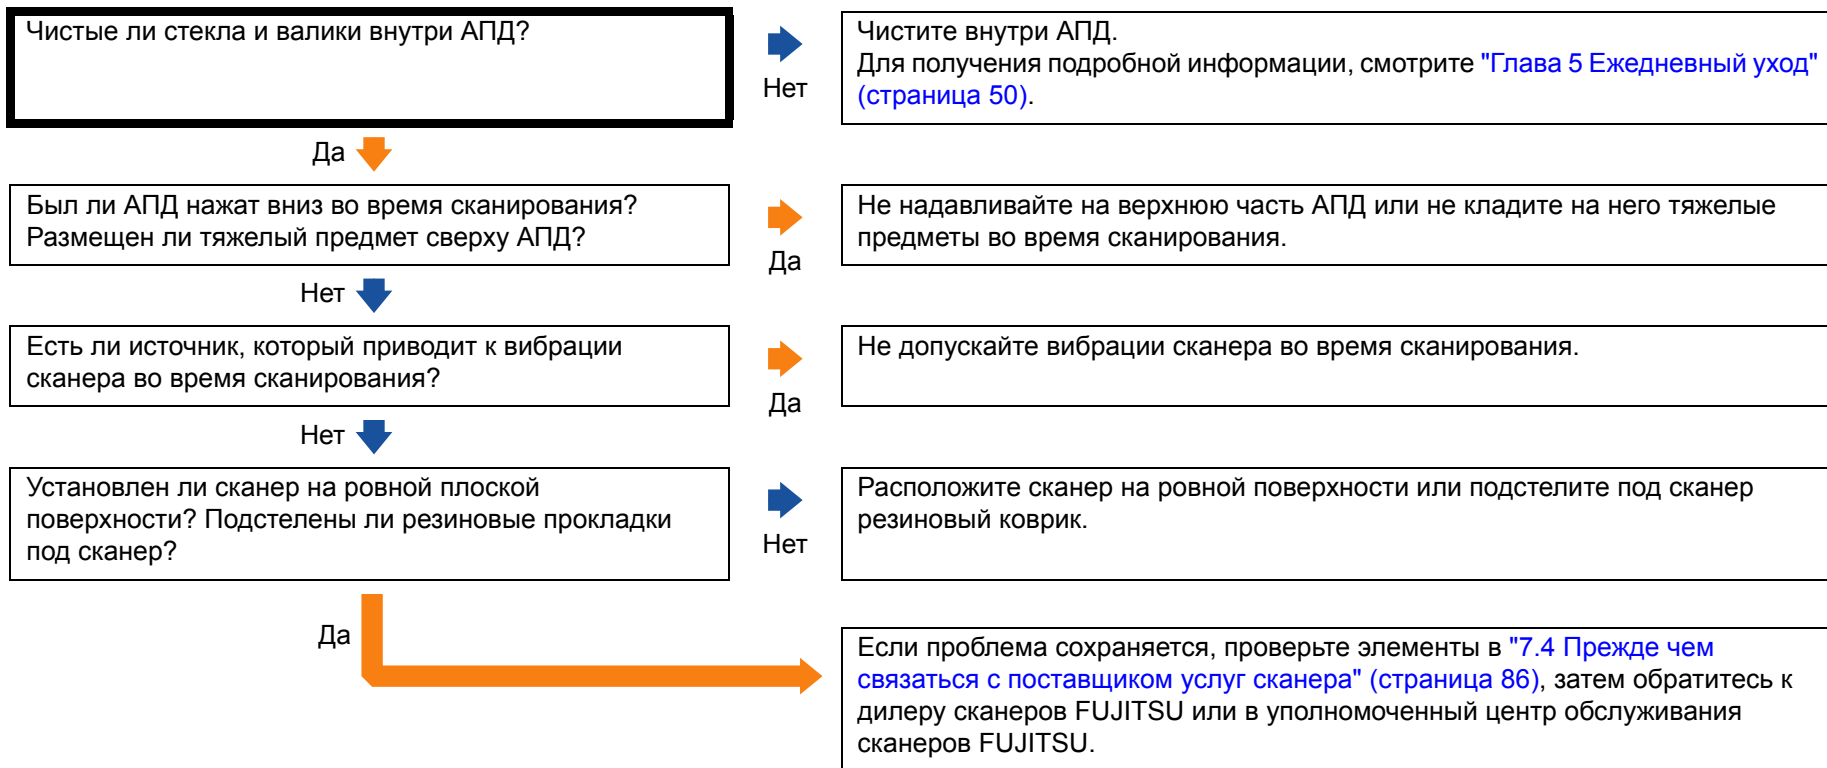 Чистые ли стекла и валики внутри АПД?
Нет
Чистите внутри АПД.
Для получения подробной информации, смотрите "Глава 5 Ежедневный уход"
(страница 50).
Да
Был ли АПД нажат вниз во время сканирования?
Размещен ли тяжелый предмет сверху АПД?
Да
Не надавливайте на верхнюю часть АПД или не кладите на него тяжелые
предметы во время сканирования.
Нет
Есть ли источник, который приводит к вибрации
сканера во время сканирования?
Да
Не допускайте вибрации сканера во время сканирования.
Нет
Установлен ли сканер на ровной плоской
поверхности? Подстелены ли резиновые прокладки
под сканер?
Нет
Расположите сканер на ровной поверхности или подстелите под сканер
резиновый коврик.
Да
Если проблема сохраняется, проверьте элементы в "7.4 Прежде чем
связаться с поставщиком услуг сканера" (страница 86), затем обратитесь к
дилеру сканеров FUJITSU или в уполномоченный центр обслуживания
сканеров FUJITSU.